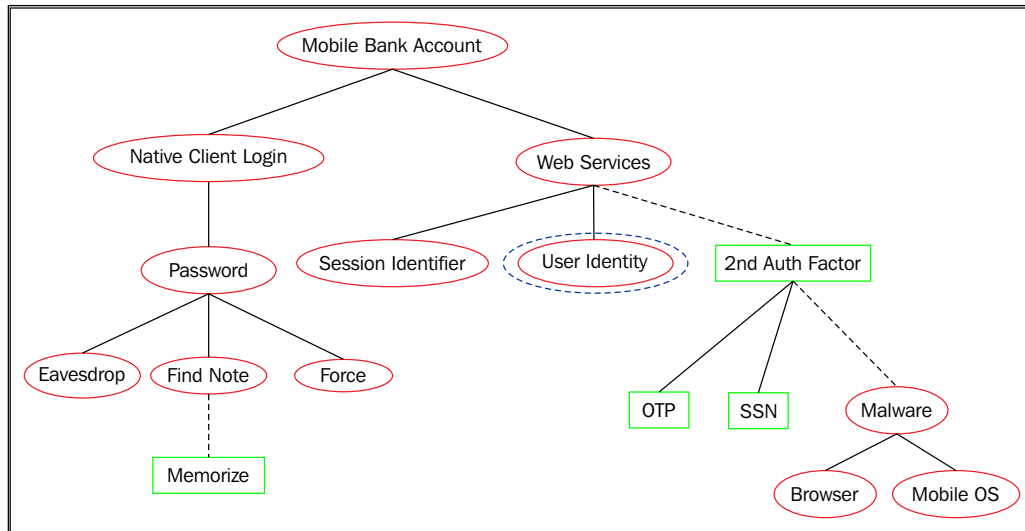 Mobile Bank Account
Native Client Login
Web Services
Session Identifier
User Identity
2nd Auth Factor
Password
Eavesdrop
Find Note
Force
OTP
SSN
Malware
Memorize
Browser
Mobile OS